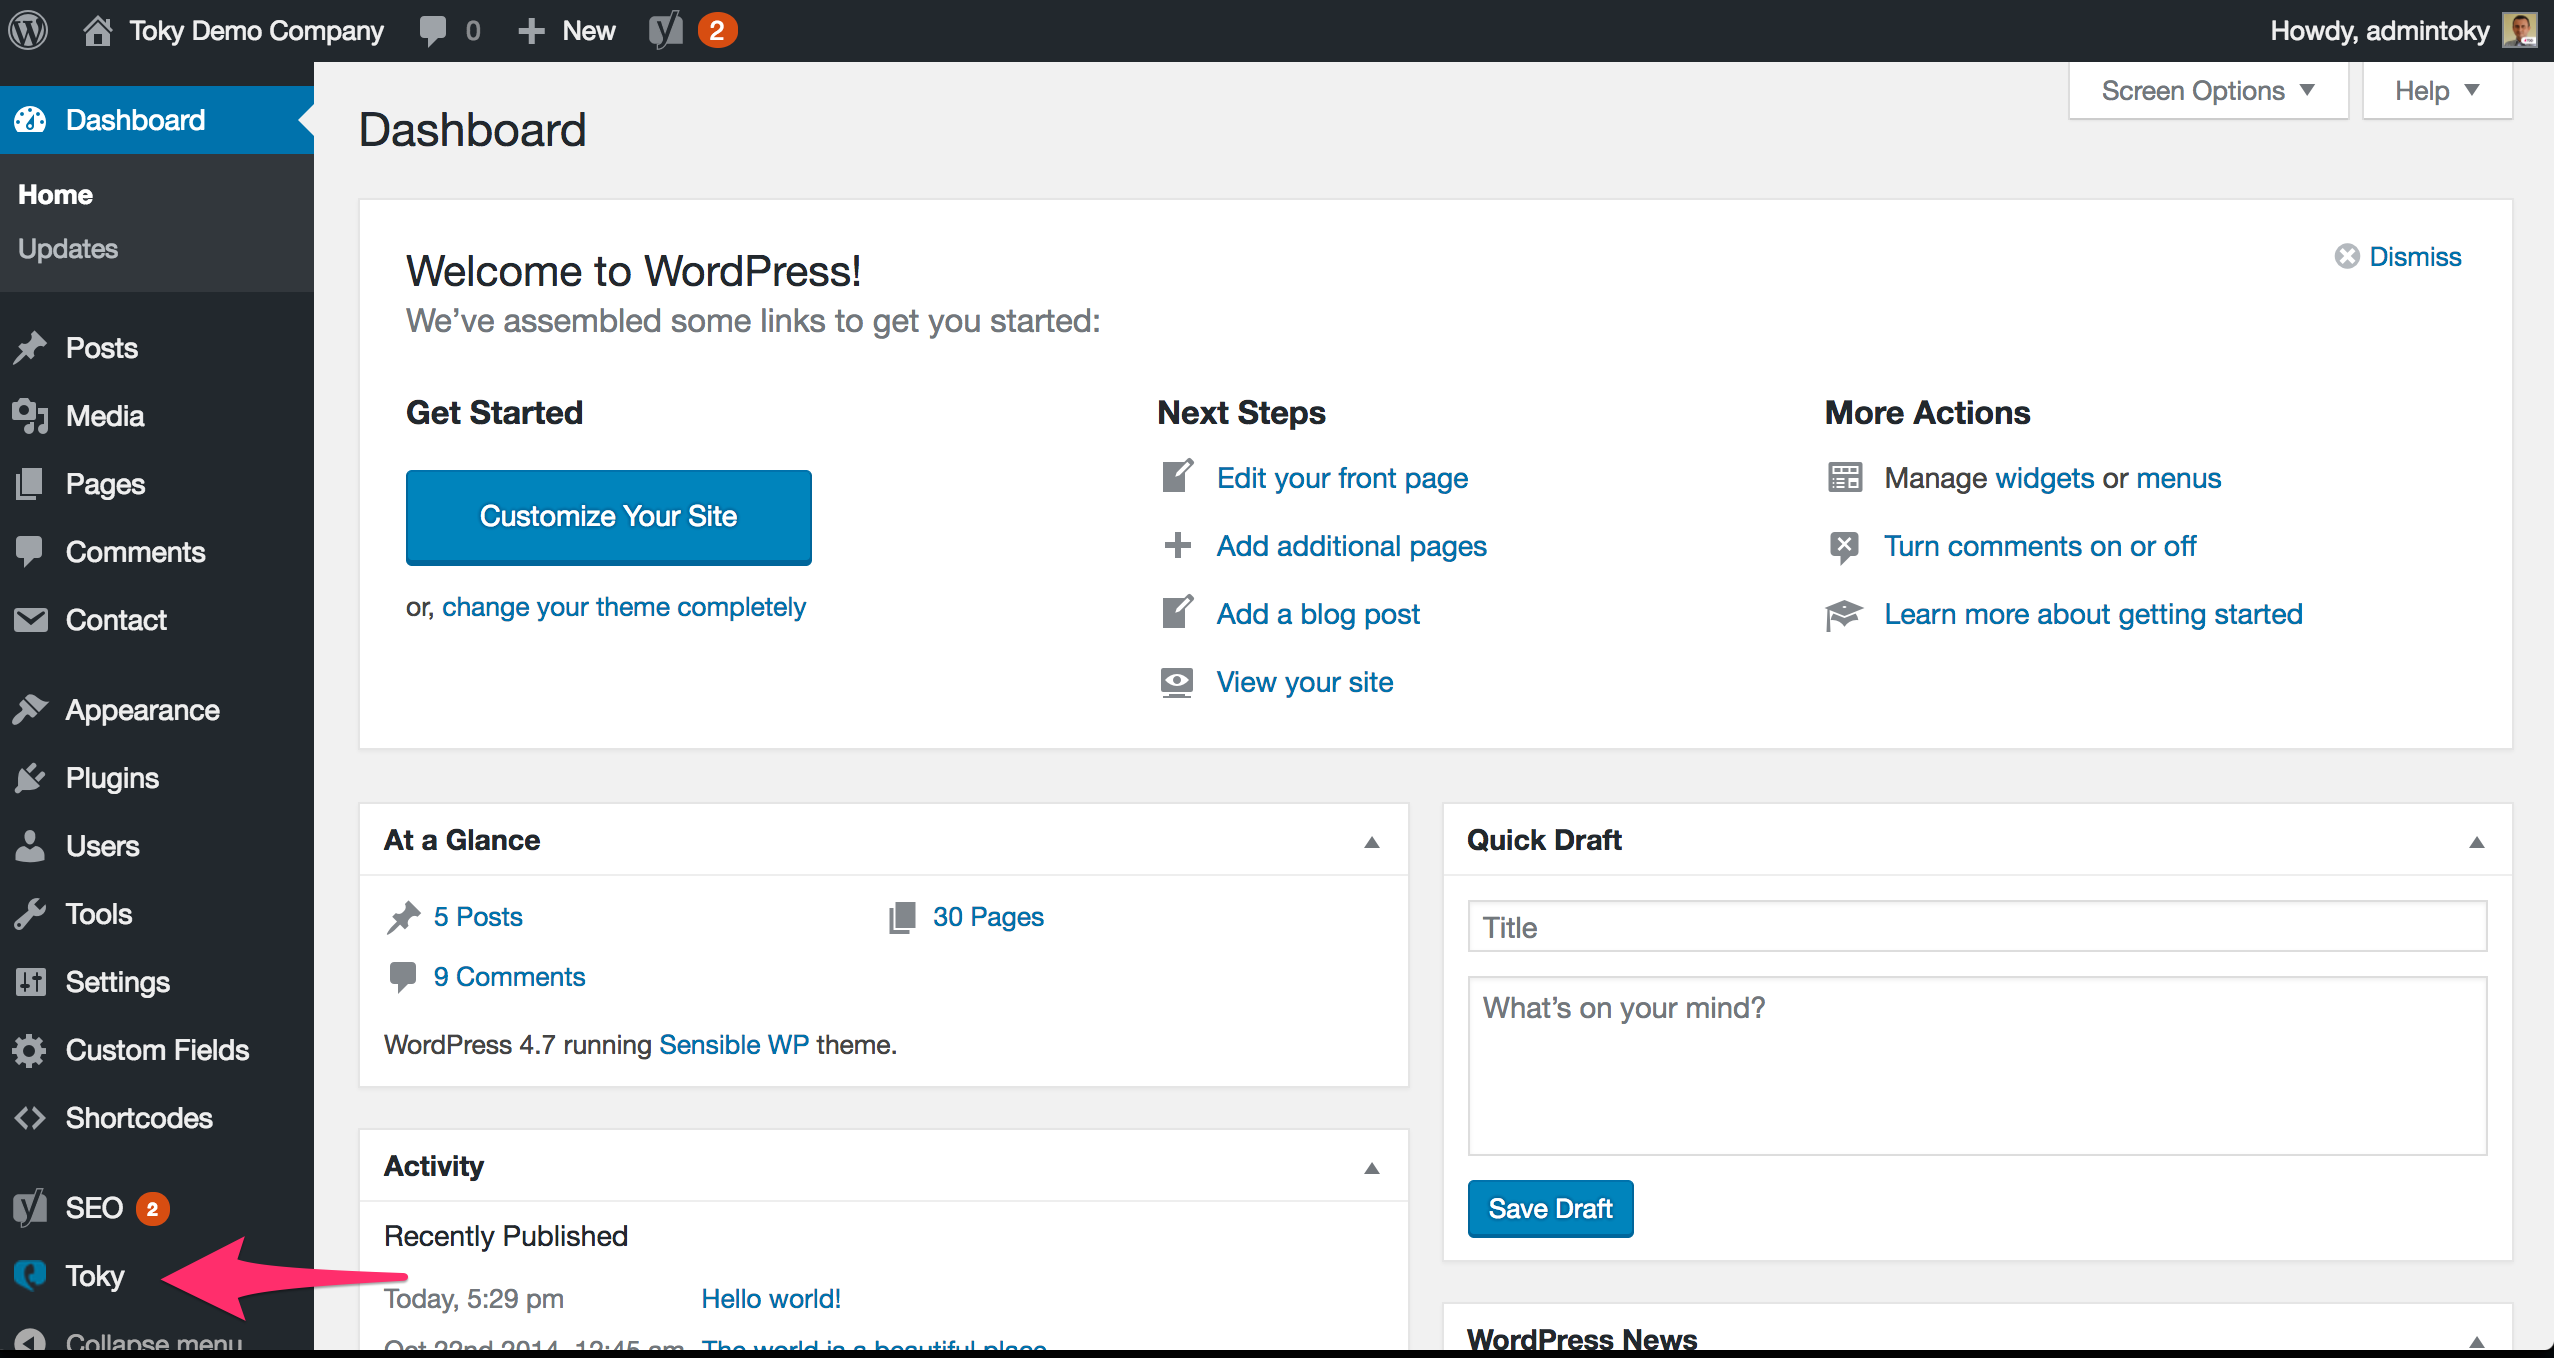 Toky Demo Company 0 New 2 Howdy, admintoky
Screen Options Help
Dashboard
Home
Updates
Posts
Media
Pages
Comments
Contact
Appearance
Plugins
Users
Tools
Settings
Custom Fields
Shortcodes
SEO 2
Toky
Collapse menu
Dashboard
Welcome to WordPress!
Dismiss
We’ve assembled some links to get you started:
Get Started
Customize Your Site
or, change your theme completely
Next Steps
Edit your front page
Add additional pages
Add a blog post
View your site
More Actions
Manage widgets or menus
Turn comments on or off
Learn more about getting started
At a Glance
5 Posts
30 Pages
9 Comments
WordPress 4.7 running Sensible WP theme.
Activity
Recently Published
Today, 5:29 pm Hello world!
Oct 22nd 2014, 12:45 am The world is a beautiful place
Quick Draft
Title
What’s on your mind?
Save Draft
WordPress News